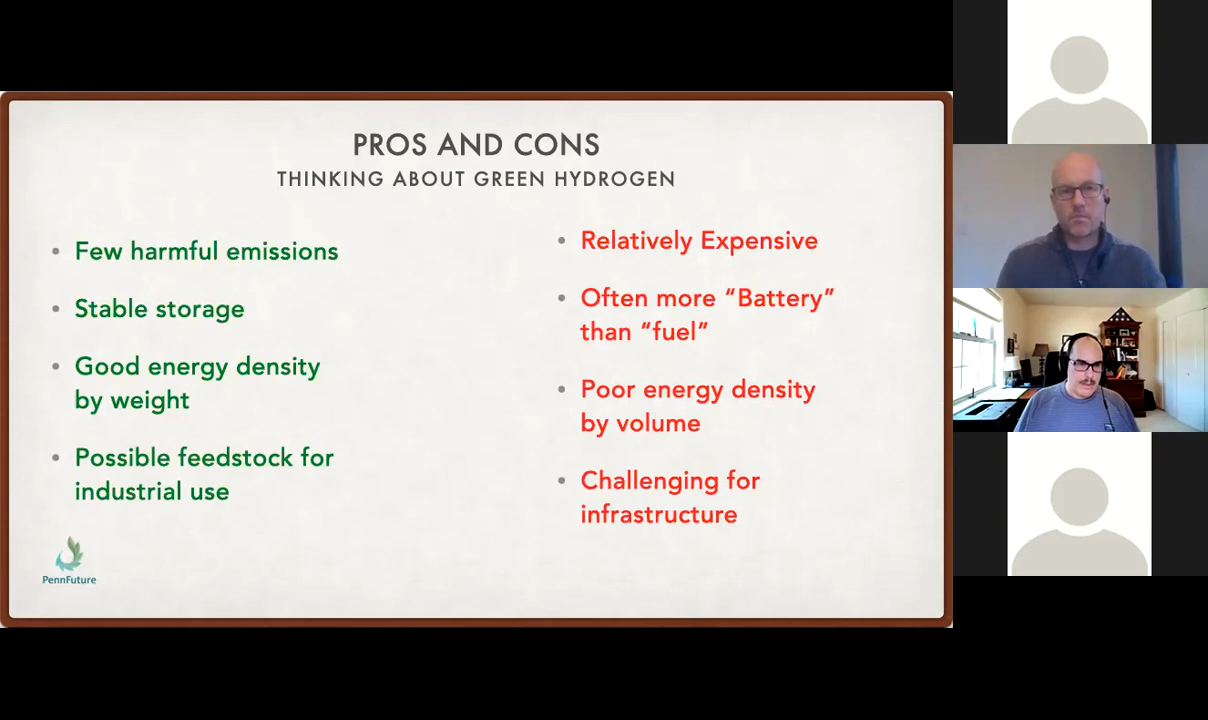 PROS AND CONS
THINKING ABOUT GREEN HYDROGEN
• Few harmful emissions
• Stable storage
• Good energy density
by weight
• Possible feedstock for
industrial use
• Relatively Expensive
• Often more “Battery”
than “fuel”
• Poor energy density
by volume
• Challenging for
infrastructure
PennFuture